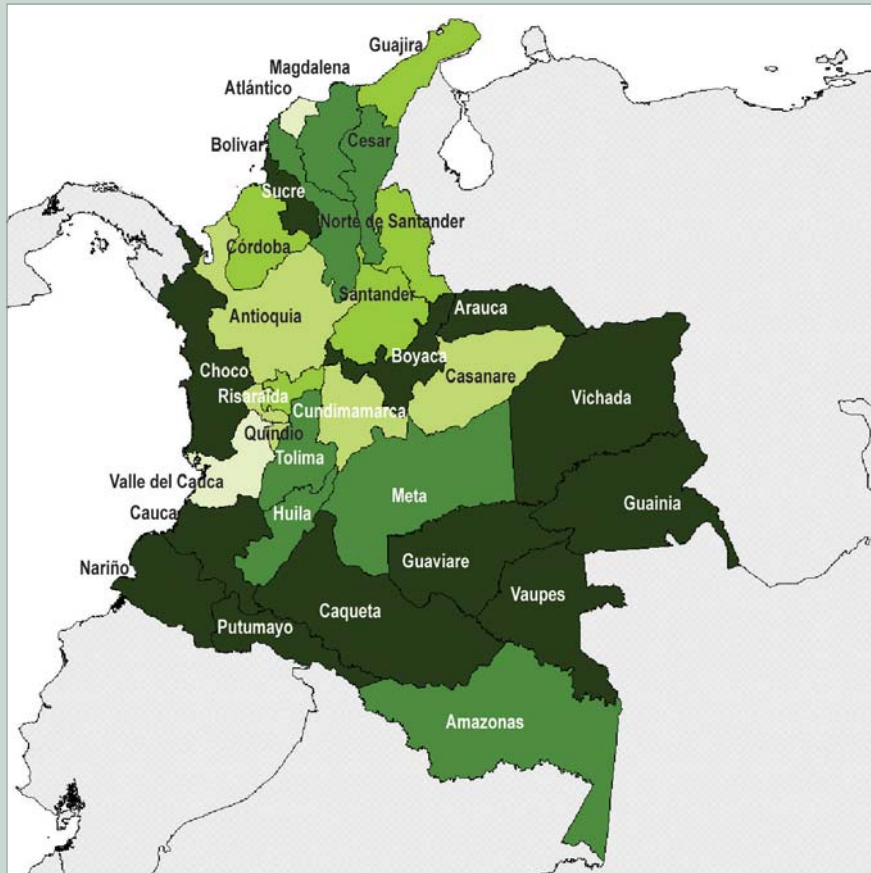 Guajira
Magdalena
Atlántico
Cesar
Bolivar
Sucre
Norte de Santander
Córdoba
Santander
Arauca
Antioquia
Boyaca
Choco
Casanare
Vichada
Risaralda
Cundimamarca
Quindio
Tolima
Valle del Cauca
Meta
Guainia
Cauca
Huila
Guaviare
Nariño
Vaupes
Caqueta
Putumayo
Amazonas